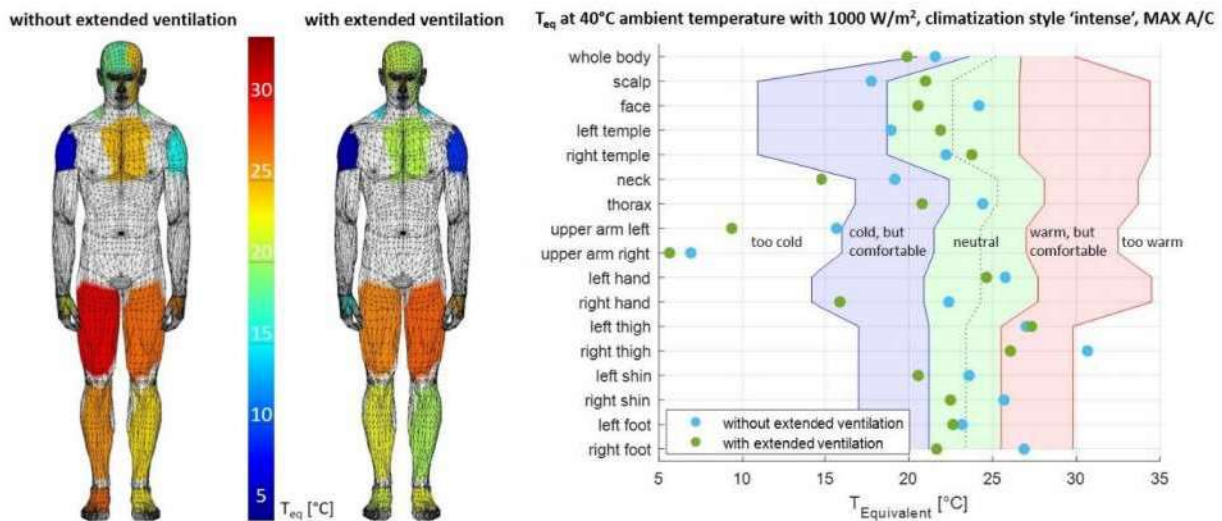 without extended ventilation
with extended ventilation
30
25
20
15
10
5
T_eq [°C]
T_eq at 40°C ambient temperature with 1000 W/m², climatization style ‘intense’, MAX A/C
whole body
scalp
face
left temple
right temple
neck
thorax
upper arm left
upper arm right
left hand
right hand
left thigh
right thigh
left shin
right shin
left foot
right foot
too cold
cold, but
comfortable
neutral
warm, but
comfortable
too warm
without extended ventilation
with extended ventilation
5
10
15
20
25
30
35
T_Equivalent [°C]